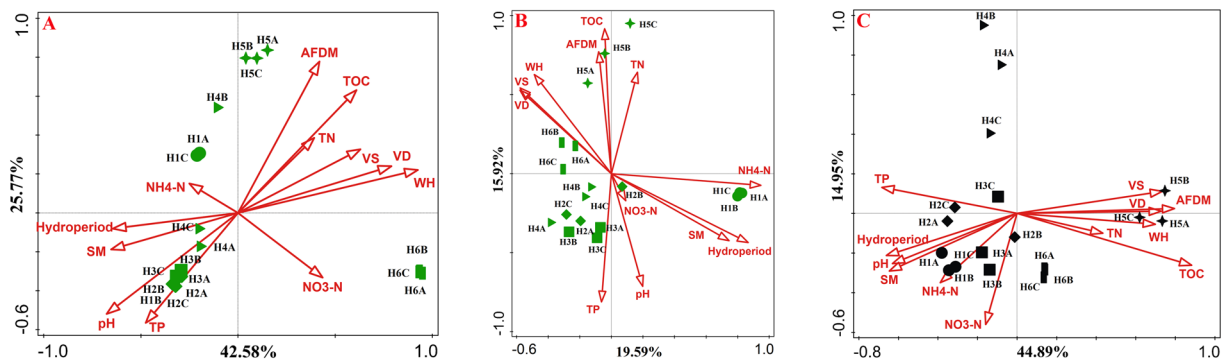 A
1.0
H5B
H5A
H5C
AFDM
TOC
H4B
H1A
H1C
TN
VS
VD
WH
NH4-N
25.77%
Hydroperiod
H4C
SM
H4A
H3B
H3C
H3A
H2B
H2A
H1B
H2C
pH
TP
NO3-N
H6B
H6C
H6A
-0.6
-1.0
42.58%
1.0
B
1.0
TOC
H5C
AFDM
H5B
WH
H5A
TN
VS
VD
H6B
H6A
H6C
15.92%
NH4-N
H4B
H2B
H1C
H1A
H1B
H4C
NO3-N
H2C
H4A
H2A
H3A
H3B
H3C
SM
Hydroperiod
pH
TP
-1.0
-0.6
19.59%
1.0
C
1.0
H4B
H4A
H4C
14.95%
TP
H3C
H2C
H2A
H2B
VS
H5B
VD
AFDM
H5C
H5A
WH
TN
Hydroperiod
pH
SM
H1A
H1C
H3A
H1B
H3B
NH4-N
H6A
H6C
H6B
TOC
NO3-N
-0.6
-0.8
44.89%
1.0